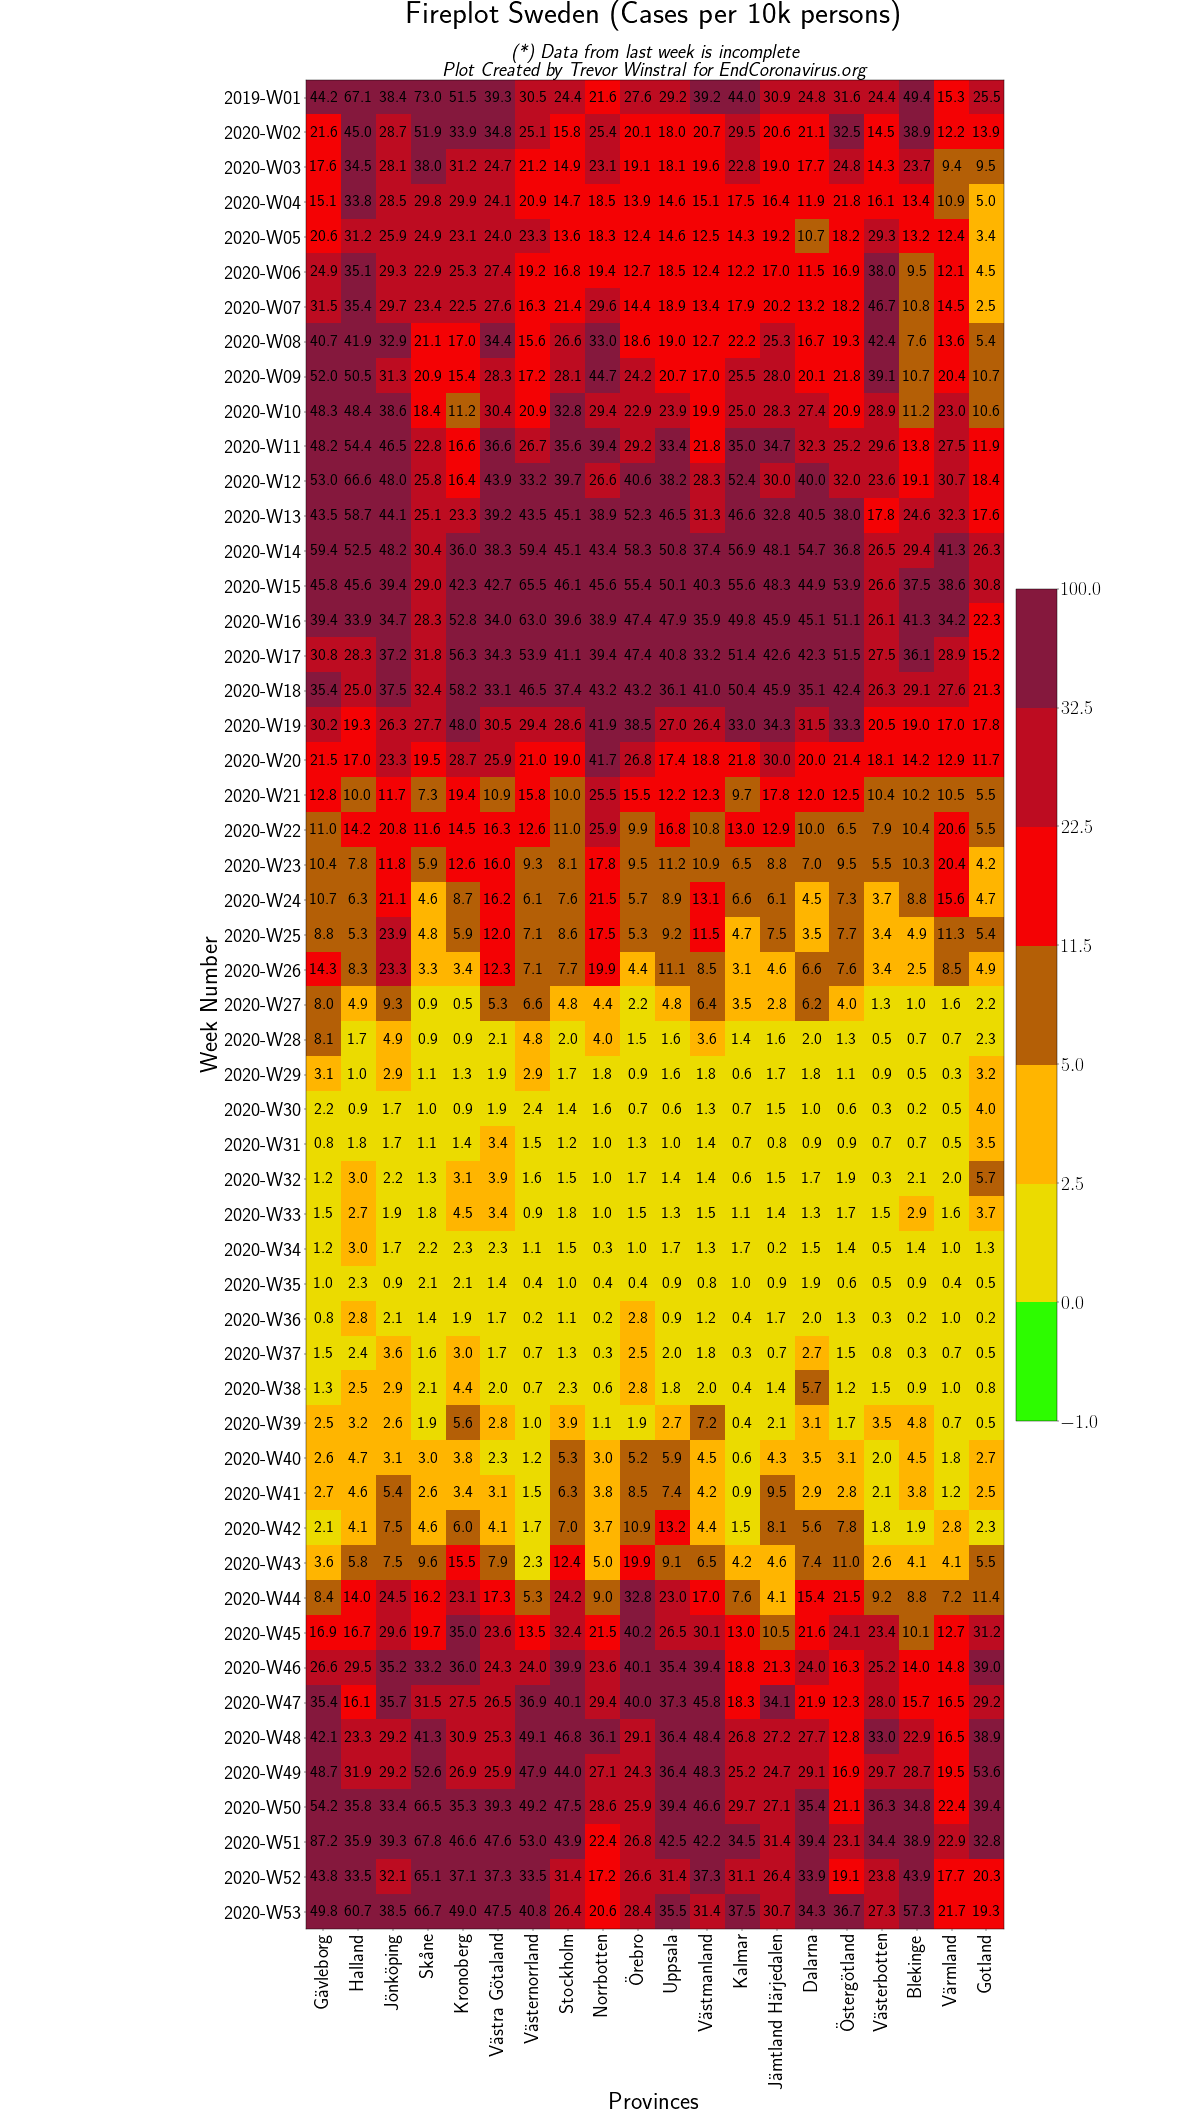 Fireplot Sweden (Cases per 10k persons)
(*) Data from last week is incomplete
Plot Created by Trevor Winstral for EndCoronavirus.org
2019-W01 44.2 67.1 38.4 73.0 51.5 39.3 30.5 24.4 21.6 27.6 29.2 39.2 44.0 30.9 24.8 31.6 24.4 49.4 15.3 25.5
2020-W02 21.6 45.0 28.7 51.9 33.9 34.8 25.1 15.8 25.4 20.1 18.0 20.7 29.5 20.6 21.1 32.5 14.5 38.9 12.2 13.9
2020-W03 17.6 34.5 28.1 38.0 31.2 24.7 21.2 14.9 23.1 19.1 18.1 19.6 22.8 19.0 17.7 24.8 14.3 23.7 9.4 9.5
2020-W04 15.1 33.8 28.5 29.8 29.9 24.1 20.9 14.7 18.5 13.9 14.6 15.1 17.5 16.4 11.9 21.8 16.1 13.4 10.9 5.0
2020-W05 20.6 31.2 25.9 24.9 23.1 24.0 23.3 13.6 18.3 12.4 14.6 12.5 14.3 19.2 10.7 18.2 29.3 13.2 12.4 3.4
2020-W06 24.9 35.1 29.3 22.9 25.3 27.4 19.2 16.8 19.4 12.7 18.5 12.4 12.2 17.0 11.5 16.9 38.0 9.5 12.1 4.5
2020-W07 31.5 35.4 29.7 23.4 22.5 27.6 16.3 21.4 29.6 14.4 18.9 13.4 17.9 20.2 13.2 18.2 46.7 10.8 14.5 2.5
2020-W08 40.7 41.9 32.9 21.1 17.0 34.4 15.6 26.6 33.0 18.6 19.0 12.7 22.2 25.3 16.7 19.3 42.4 7.6 13.6 5.4
2020-W09 52.0 50.5 31.3 20.9 15.4 28.3 17.2 28.1 44.7 24.2 20.7 17.0 25.5 28.0 20.1 21.8 39.1 10.7 20.4 10.7
2020-W10 48.3 48.4 38.6 18.4 11.2 30.4 20.9 32.8 29.4 22.9 23.9 19.9 25.0 28.3 27.4 20.9 28.9 11.2 23.0 10.6
2020-W11 48.2 54.4 46.5 22.8 16.6 36.6 26.7 35.6 39.4 29.2 33.4 21.8 35.0 34.7 32.3 25.2 29.6 13.8 27.5 11.9
2020-W12 53.0 66.6 48.0 25.8 16.4 43.9 33.2 39.7 26.6 40.6 38.2 28.3 52.4 30.0 40.0 32.0 23.6 19.1 30.7 18.4
2020-W13 43.5 58.7 44.1 25.1 23.3 39.2 43.5 45.1 38.9 52.3 46.5 31.3 46.6 32.8 40.5 38.0 17.8 24.6 32.3 17.6
2020-W14 59.4 52.5 48.2 30.4 36.0 38.3 59.4 45.1 43.4 58.3 50.8 37.4 56.9 48.1 54.7 36.8 26.5 29.4 41.3 26.3
2020-W15 45.8 45.6 39.4 29.0 42.3 42.7 65.5 46.1 45.6 55.4 50.1 40.3 55.6 48.3 44.9 53.9 26.6 37.5 38.6 30.8
2020-W16 39.4 33.9 34.7 28.3 52.8 34.0 63.0 39.6 38.9 47.4 47.9 35.9 49.8 45.9 45.1 51.1 26.1 41.3 34.2 22.3
2020-W17 30.8 28.3 37.2 31.8 56.3 34.3 53.9 41.1 39.4 47.4 40.8 33.2 51.4 42.6 42.3 51.5 27.5 36.1 28.9 15.2
2020-W18 35.4 25.0 37.5 32.4 58.2 33.1 46.5 37.4 43.2 43.2 36.1 41.0 50.4 45.9 35.1 42.4 26.3 29.1 27.6 21.3
2020-W19 30.2 19.3 26.3 27.7 48.0 30.5 29.4 28.6 41.9 38.5 27.0 26.4 33.0 34.3 31.5 33.3 20.5 19.0 17.0 17.8
2020-W20 21.5 17.0 23.3 19.5 28.7 25.9 21.0 19.0 41.7 26.8 17.4 18.8 21.8 30.0 20.0 21.4 18.1 14.2 12.9 11.7
2020-W21 12.8 10.0 11.7 7.3 19.4 10.9 15.8 10.0 25.5 15.5 12.2 12.3 9.7 17.8 12.0 12.5 10.4 10.2 10.5 5.5
2020-W22 11.0 14.2 20.8 11.6 14.5 16.3 12.6 11.0 25.9 9.9 16.8 10.8 13.0 12.9 10.0 6.5 7.9 10.4 20.6 5.5
2020-W23 10.4 7.8 11.8 5.9 12.6 16.0 9.3 8.1 17.8 9.5 11.2 10.9 6.5 8.8 7.0 9.5 5.5 10.3 20.4 4.2
2020-W24 10.7 6.3 21.1 4.6 8.7 16.2 6.1 7.6 21.5 5.7 8.9 13.1 6.6 6.1 4.5 7.3 3.7 8.8 15.6 4.7
2020-W25 8.8 5.3 23.9 4.8 5.9 12.0 7.1 8.6 17.5 5.3 9.2 11.5 4.7 7.5 3.5 7.7 3.4 4.9 11.3 5.4
2020-W26 14.3 8.3 23.3 3.3 3.4 12.3 7.1 7.7 19.9 4.4 11.1 8.5 3.1 4.6 6.6 7.6 3.4 2.5 8.5 4.9
2020-W27 8.0 4.9 9.3 0.9 0.5 5.3 6.6 4.8 4.4 2.2 4.8 6.4 3.5 2.8 6.2 4.0 1.3 1.0 1.6 2.2
2020-W28 8.1 1.7 4.9 0.9 0.9 2.1 4.8 2.0 4.0 1.5 1.6 3.6 1.4 1.6 2.0 1.3 0.5 0.7 0.7 2.3
2020-W29 3.1 1.0 2.9 1.1 1.3 1.9 2.9 1.7 1.8 0.9 1.6 1.8 0.6 1.7 1.8 1.1 0.9 0.5 0.3 3.2
2020-W30 2.2 0.9 1.7 1.0 0.9 1.9 2.4 1.4 1.6 0.7 0.6 1.3 0.7 1.5 1.0 0.6 0.3 0.2 0.5 4.0
2020-W31 0.8 1.8 1.7 1.1 1.4 3.4 1.5 1.2 1.0 1.3 1.0 1.4 0.7 0.8 0.9 0.9 0.7 0.7 0.5 3.5
2020-W32 1.2 3.0 2.2 1.3 3.1 3.9 1.6 1.5 1.0 1.7 1.4 1.4 0.6 1.5 1.7 1.9 0.3 2.1 2.0 5.7
2020-W33 1.5 2.7 1.9 1.8 4.5 3.4 0.9 1.8 1.0 1.5 1.3 1.5 1.1 1.4 1.3 1.7 1.5 2.9 1.6 3.7
2020-W34 1.2 3.0 1.7 2.2 2.3 2.3 1.1 1.5 0.3 1.0 1.7 1.3 1.7 0.2 1.5 1.4 0.5 1.4 1.0 1.3
2020-W35 1.0 2.3 0.9 2.1 2.1 1.4 0.4 1.0 0.4 0.4 0.9 0.8 1.0 0.9 1.9 0.6 0.5 0.9 0.4 0.5
2020-W36 0.8 2.8 2.1 1.4 1.9 1.7 0.2 1.1 0.2 2.8 0.9 1.2 0.4 1.7 2.0 1.3 0.3 0.2 1.0 0.2
2020-W37 1.5 2.4 3.6 1.6 3.0 1.7 0.7 1.3 0.3 2.5 2.0 1.8 0.3 0.7 2.7 1.5 0.8 0.3 0.7 0.5
2020-W38 1.3 2.5 2.9 2.1 4.4 2.0 0.7 2.3 0.6 2.8 1.8 2.0 0.4 1.4 5.7 1.2 1.5 0.9 1.0 0.8
2020-W39 2.5 3.2 2.6 1.9 5.6 2.8 1.0 3.9 1.1 1.9 2.7 7.2 0.4 2.1 3.1 1.7 3.5 4.8 0.7 0.5
2020-W40 2.6 4.7 3.1 3.0 3.8 2.3 1.2 5.3 3.0 5.2 5.9 4.5 0.6 4.3 3.5 3.1 2.0 4.5 1.8 2.7
2020-W41 2.7 4.6 5.4 2.6 3.4 3.1 1.5 6.3 3.8 8.5 7.4 4.2 0.9 9.5 2.9 2.8 2.1 3.8 1.2 2.5
2020-W42 2.1 4.1 7.5 4.6 6.0 4.1 1.7 7.0 3.7 10.9 13.2 4.4 1.5 8.1 5.6 7.8 1.8 1.9 2.8 2.3
2020-W43 3.6 5.8 7.5 9.6 15.5 7.9 2.3 12.4 5.0 19.9 9.1 6.5 4.2 4.6 7.4 11.0 2.6 4.1 4.1 5.5
2020-W44 8.4 14.0 24.5 16.2 23.1 17.3 5.3 24.2 9.0 32.8 23.0 17.0 7.6 4.1 15.4 21.5 9.2 8.8 7.2 11.4
2020-W45 16.9 16.7 29.6 19.7 35.0 23.6 13.5 32.4 21.5 40.2 26.5 30.1 13.0 10.5 21.6 24.1 23.4 10.1 12.7 31.2
2020-W46 26.6 29.5 35.2 33.2 36.0 24.3 24.0 39.9 23.6 40.1 35.4 39.4 18.8 21.3 24.0 16.3 25.2 14.0 14.8 39.0
2020-W47 35.4 16.1 35.7 31.5 27.5 26.5 36.9 40.1 29.4 40.0 37.3 45.8 18.3 34.1 21.9 12.3 28.0 15.7 16.5 29.2
2020-W48 42.1 23.3 29.2 41.3 30.9 25.3 49.1 46.8 36.1 29.1 36.4 48.4 26.8 27.2 27.7 12.8 33.0 22.9 16.5 38.9
2020-W49 48.7 31.9 29.2 52.6 26.9 25.9 47.9 44.0 27.1 24.3 36.4 48.3 25.2 24.7 29.1 16.9 29.7 28.7 19.5 53.6
2020-W50 54.2 35.8 33.4 66.5 35.3 39.3 49.2 47.5 28.6 25.9 39.4 46.6 29.7 27.1 35.4 21.1 36.3 34.8 22.4 39.4
2020-W51 87.2 35.9 39.3 67.8 46.6 47.6 53.0 43.9 22.4 26.8 42.5 42.2 34.5 31.4 39.4 23.1 34.4 38.9 22.9 32.8
2020-W52 43.8 33.5 32.1 65.1 37.1 37.3 33.5 31.4 17.2 26.6 31.4 37.3 31.1 26.4 33.9 19.1 23.8 43.9 17.7 20.3
2020-W53 49.8 60.7 38.5 66.7 49.0 47.5 40.8 26.4 20.6 28.4 35.5 31.4 37.5 30.7 34.3 36.7 27.3 57.3 21.7 19.3
Week Number
Gävleborg
Halland
Jönköping
Skåne
Kronoberg
Västra Götaland
Västernorrland
Stockholm
Norrbotten
Örebro
Uppsala
Västmanland
Kalmar
Jämtland Härjedalen
Dalarna
Östergötland
Västerbotten
Blekinge
Värmland
Gotland
Provinces
100.0
32.5
22.5
11.5
5.0
2.5
0.0
−1.0